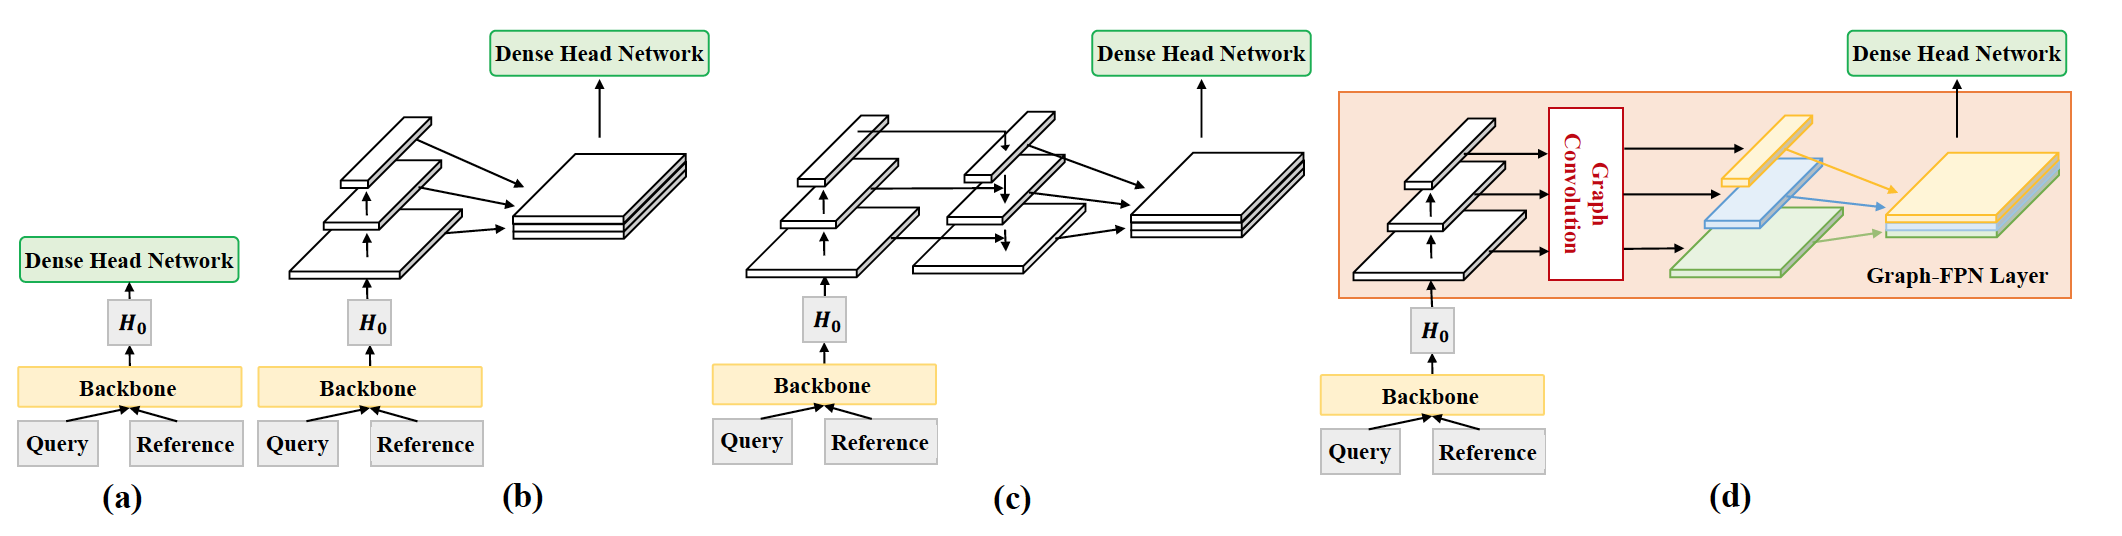 Dense Head Network
H₀
Backbone
Query
Reference
(a)
Dense Head Network
H₀
Backbone
Query
Reference
(b)
Dense Head Network
H₀
Backbone
Query
Reference
(c)
Dense Head Network
Graph
Convolution
Graph-FPN Layer
H₀
Backbone
Query
Reference
(d)